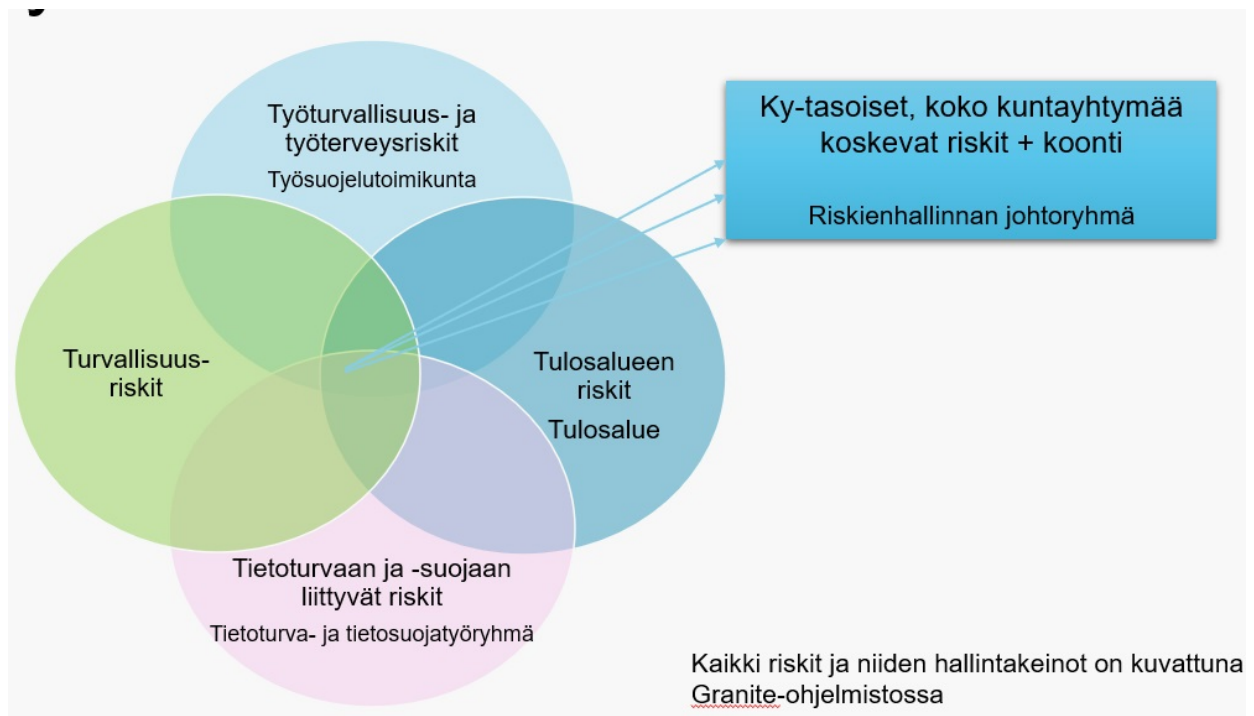 Työturvallisuus- ja
työterveysriskit
Työsuojelutoimikunta
Ky-tasoiset, koko kuntayhtymää
koskevat riskit + koonti
Riskienhallinnan johtoryhmä
Turvallisuus-
riskit
Tulosalueen
riskit
Tulosalue
Tietoturvaan ja -suojaan
liittyvät riskit
Tietoturva- ja tietosuojatyöryhmä
Kaikki riskit ja niiden hallintakeinot on kuvattuna
Granite-ohjelmistossa